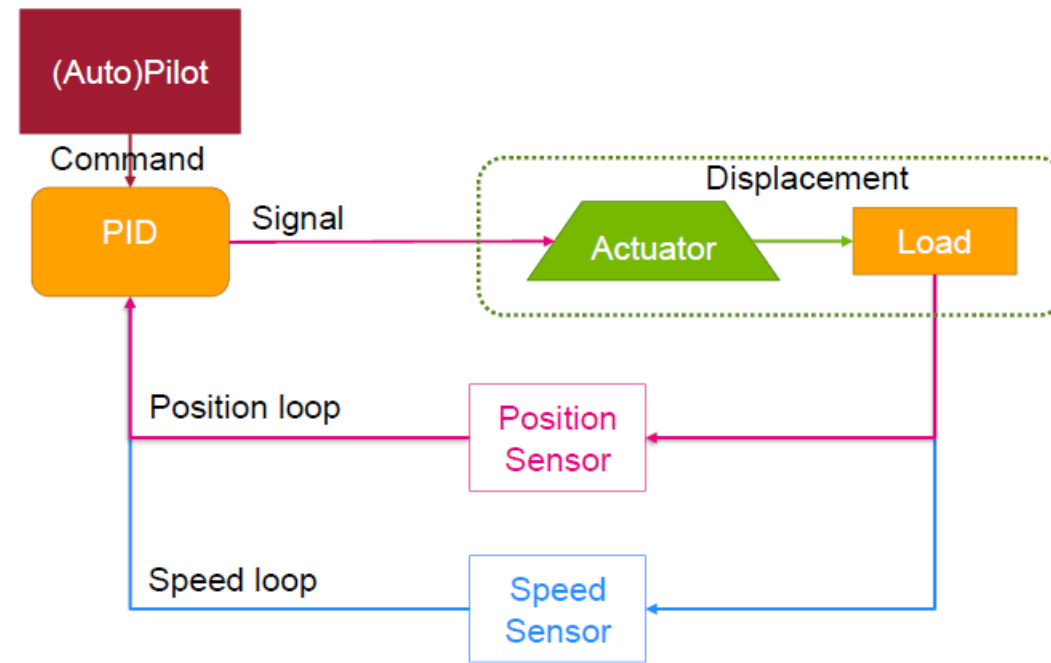 (Auto)Pilot
Command
PID
Signal
Displacement
Actuator
Load
Position loop
Position
Sensor
Speed loop
Speed
Sensor